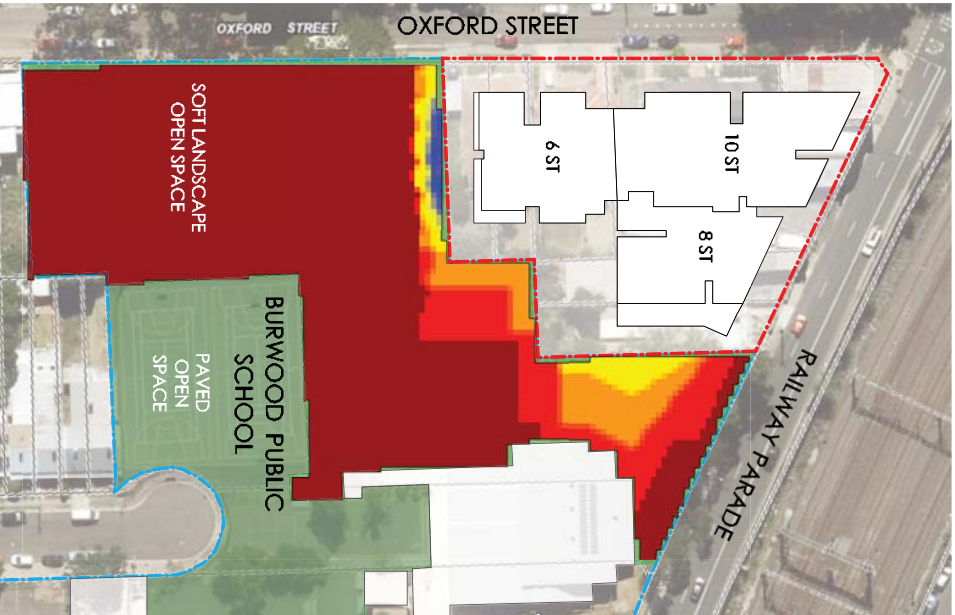 OXFORD STREET
OXFORD STREET
SOFT LANDSCAPE
OPEN SPACE
6 ST
10 ST
8 ST
BURWOOD PUBLIC
SCHOOL
PAVED
OPEN
SPACE
RAILWAY PARADE